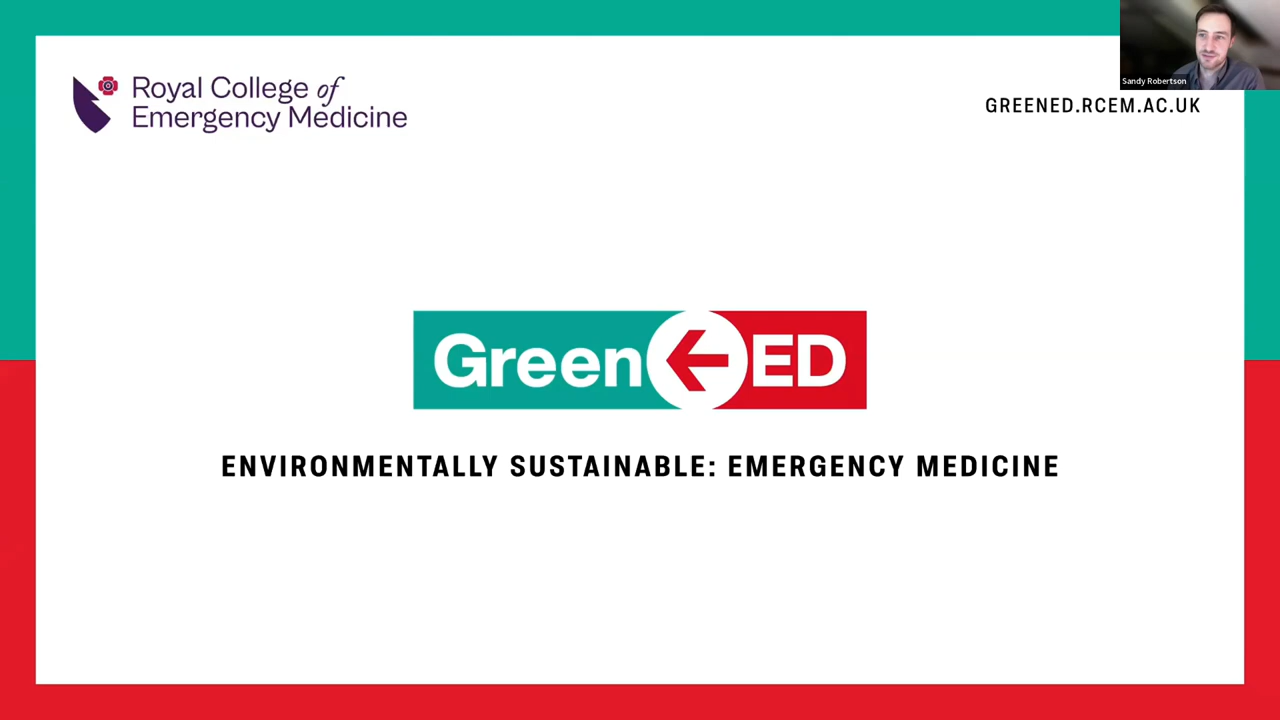 Royal College of
Emergency Medicine
Sandy Robertson
GREENED.RCEM.AC.UK
Green ED
ENVIRONMENTALLY SUSTAINABLE: EMERGENCY MEDICINE